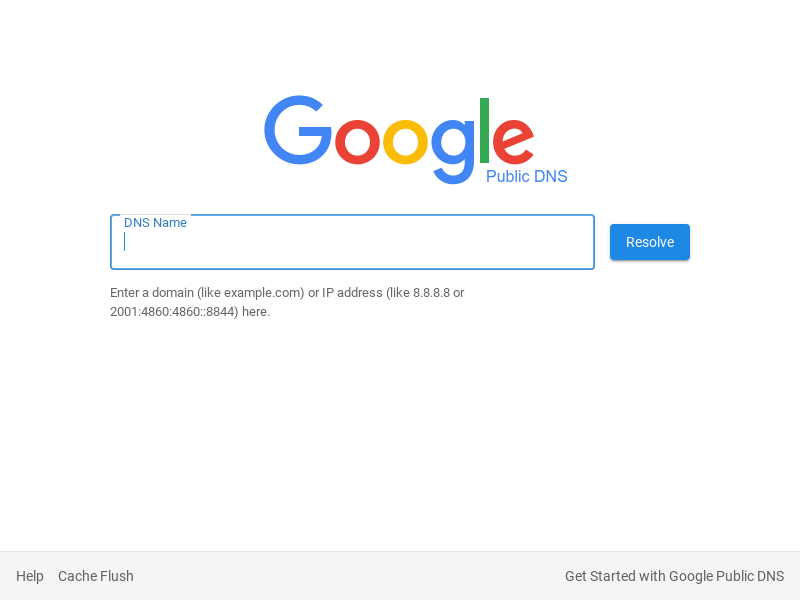 Google
Public DNS
DNS Name
Resolve
Enter a domain (like example.com) or IP address (like 8.8.8.8 or
2001:4860:4860::8844) here.
Help Cache Flush Get Started with Google Public DNS